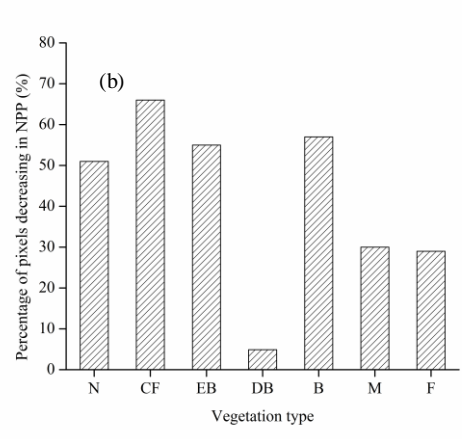 80
70
60
50
40
30
20
10
0
(b)
Percentage of pixels decreasing in NPP (%)
N CF EB DB B M F
Vegetation type